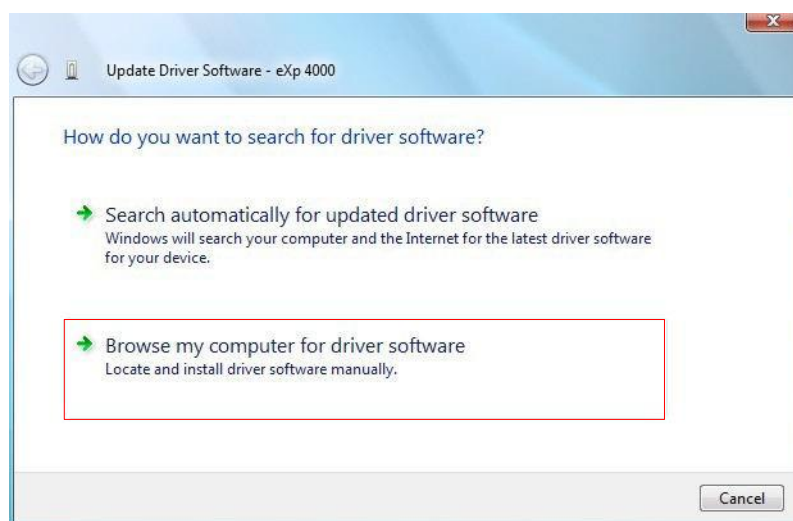 Update Driver Software - eXp 4000
How do you want to search for driver software?
Search automatically for updated driver software
Windows will search your computer and the Internet for the latest driver software
for your device.
Browse my computer for driver software
Locate and install driver software manually.
Cancel